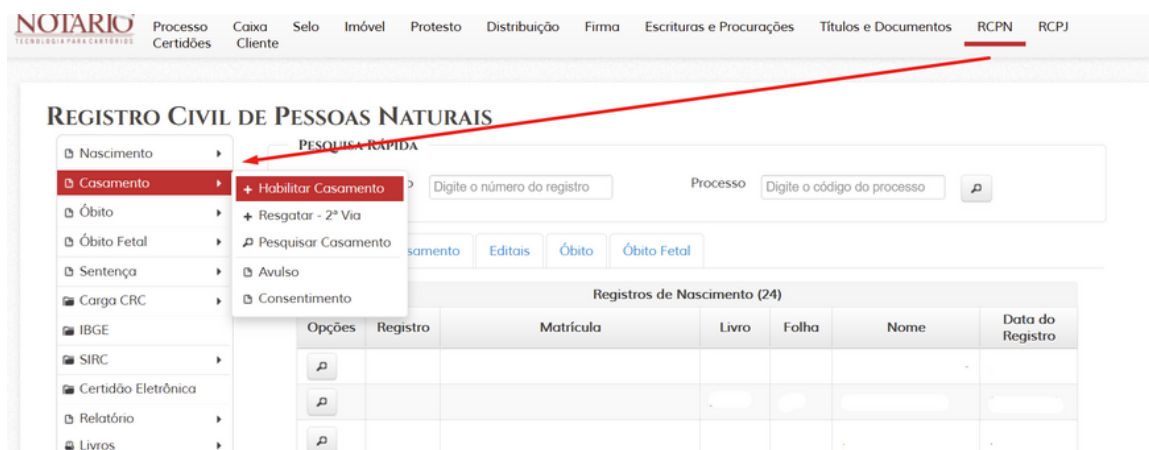 NOTARIO
TECNOLOGIA PARA CARTÓRIOS
Processo Caixa Selo Imóvel Protesto Distribuição Firma Escrituras e Procurações Títulos e Documentos RCPN RCPJ
Certidões Cliente
REGISTRO CIVIL DE PESSOAS NATURAIS
PESQUISA RÁPIDA
Nascimento
Casamento
Óbito
Óbito Fetal
Sentença
Carga CRC
IBGE
SIRC
Certidão Eletrônica
Relatório
Livros
+ Habilitar Casamento
+ Resgatar - 2ª Via
Pesquisar Casamento
Avulso
Consentimento
Digite o número do registro Processo Digite o código do processo
samento Editais Óbito Óbito Fetal
Registros de Nascimento (24)
Opções Registro Matrícula Livro Folha Nome Data do Registro